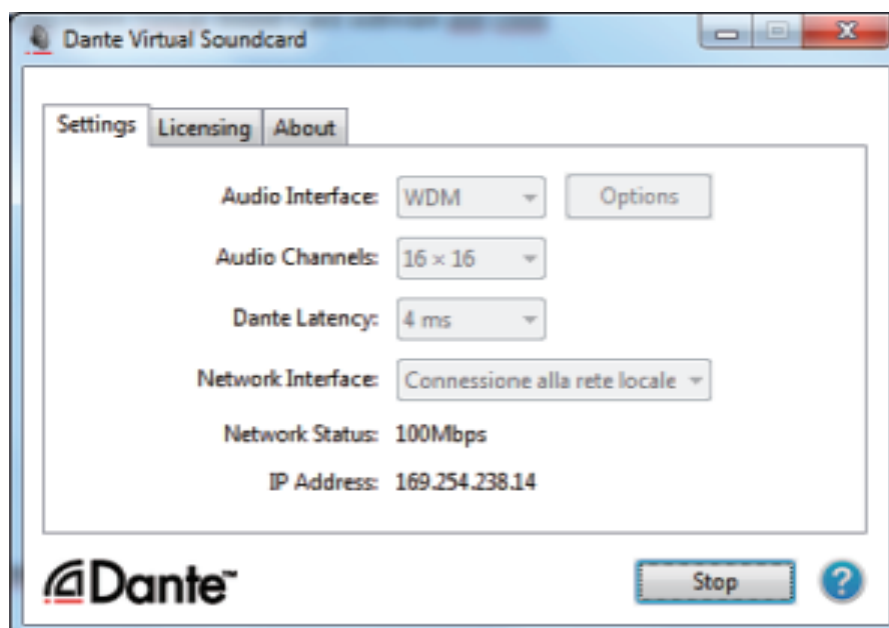 Dante Virtual Soundcard
Settings Licensing About
Audio Interface: WDM Options
Audio Channels: 16 × 16
Dante Latency: 4 ms
Network Interface: Connessione alla rete locale
Network Status: 100Mbps
IP Address: 169.254.238.14
Dante™ Stop ?